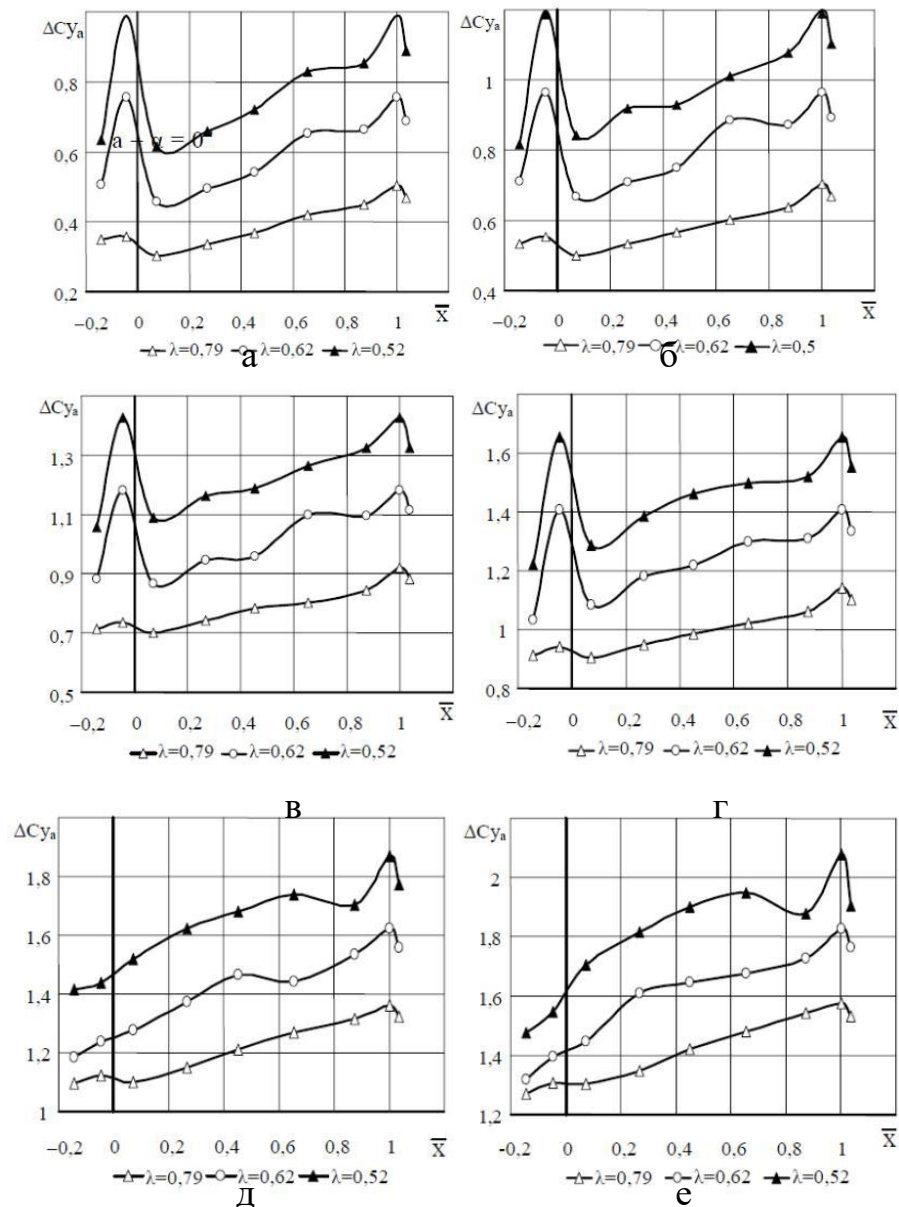 ΔCyₐ
0,8
0,6
0,4
0,2
a – α = 0
–0,2 0 0,2 0,4 0,6 0,8 1 x̅
λ=0,79 λ=0,62 λ=0,52
а
ΔCyₐ
1
0,8
0,6
0,4
–0,2 0 0,2 0,4 0,6 0,8 1 x̅
λ=0,79 λ=0,62 λ=0,5
б
ΔCyₐ
1,3
1,1
0,9
0,7
0,5
–0,2 0 0,2 0,4 0,6 0,8 1 x̅
λ=0,79 λ=0,62 λ=0,52
в
ΔCyₐ
1,6
1,4
1,2
1
0,8
–0,2 0 0,2 0,4 0,6 0,8 1 x̅
λ=0,79 λ=0,62 λ=0,52
г
ΔCyₐ
1,8
1,6
1,4
1,2
1
–0,2 0 0,2 0,4 0,6 0,8 1 x̅
λ=0,79 λ=0,62 λ=0,52
д
ΔCyₐ
2
1,8
1,6
1,4
1,2
-0,2 0 0,2 0,4 0,6 0,8 1 x̅
λ=0,79 λ=0,62 λ=0,52
е